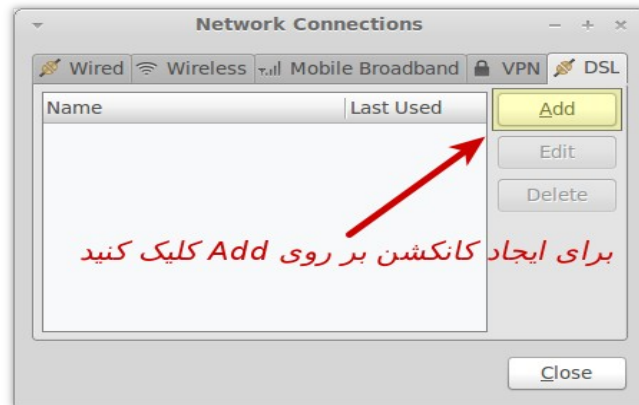 Network Connections
Wired Wireless Mobile Broadband VPN DSL
Name Last Used
Add
Edit
Delete
برای ایجاد کانکشن بر روی Add کلیک کنید
Close